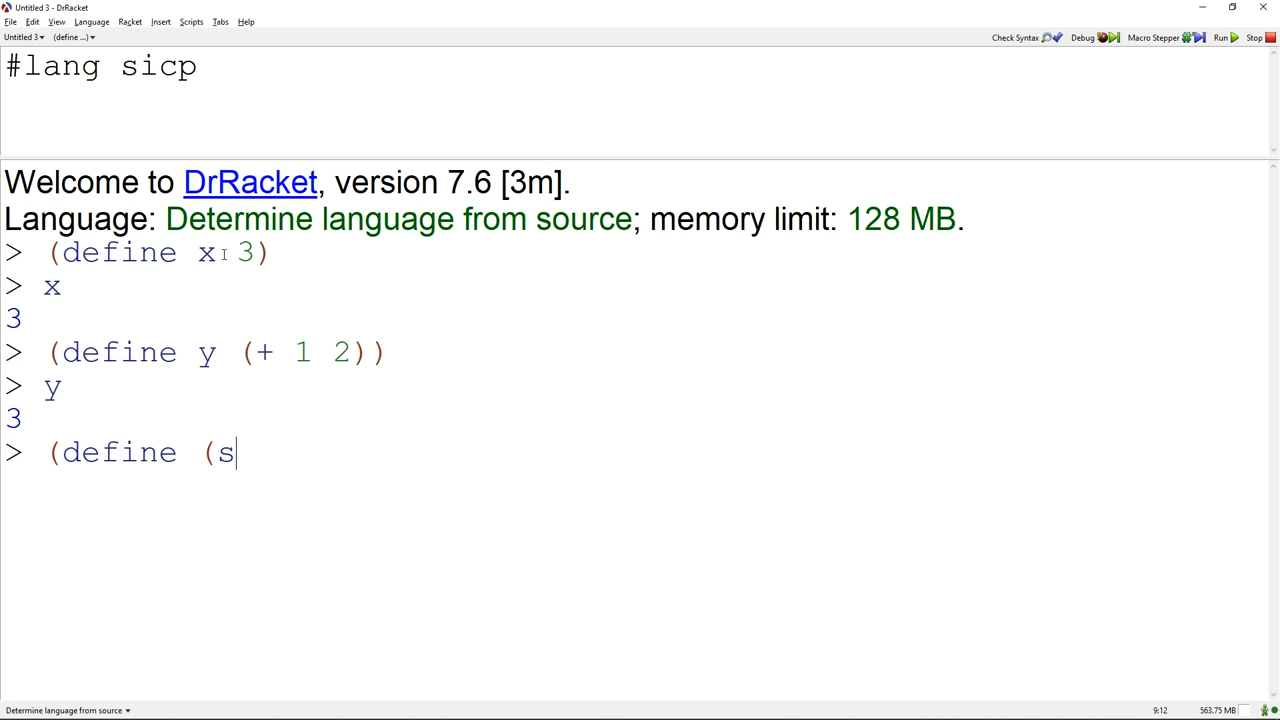 Untitled 3 - DrRacket
File Edit View Language Racket Insert Scripts Tabs Help
Untitled 3 (define ...) Check Syntax Debug Macro Stepper Run Stop
#lang sicp
Welcome to DrRacket, version 7.6 [3m].
Language: Determine language from source; memory limit: 128 MB.
> (define x 3)
> x
3
> (define y (+ 1 2))
> y
3
> (define (s
Determine language from source 9:12 563.75 MB